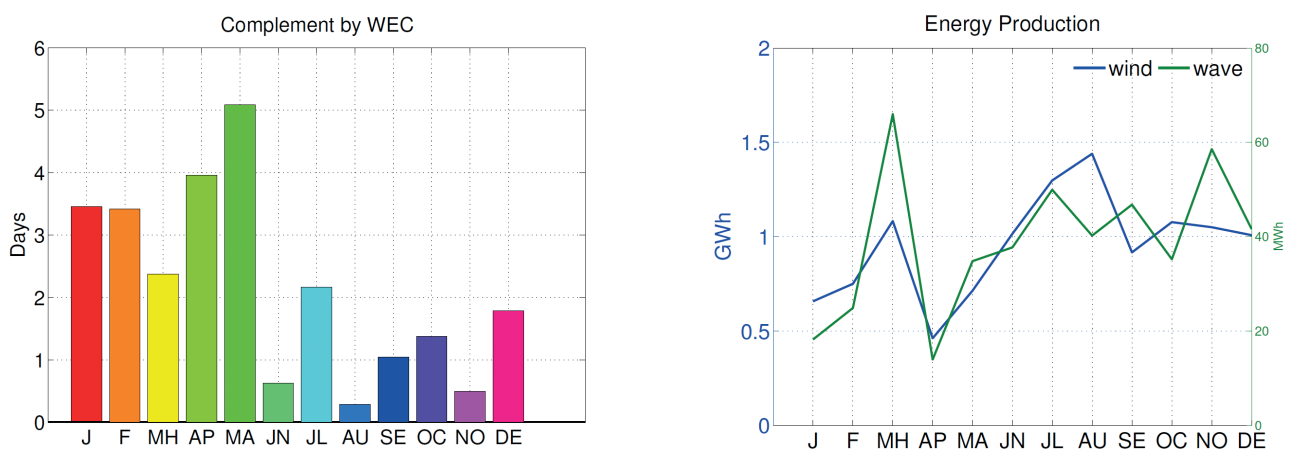 Complement by WEC
6
5
4
3
2
1
0
Days
J F MH AP MA JN JL AU SE OC NO DE
Energy Production
2
1.5
1
0.5
0
GWh
wind wave
80
60
40
20
0
MWh
J F MH AP MA JN JL AU SE OC NO DE